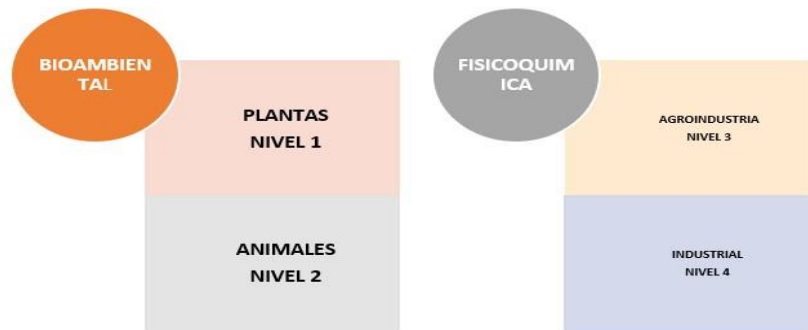 BIOAMBIEN
TAL
PLANTAS
NIVEL 1
ANIMALES
NIVEL 2
FISICOQUIM
ICA
AGROINDUSTRIA
NIVEL 3
INDUSTRIAL
NIVEL 4